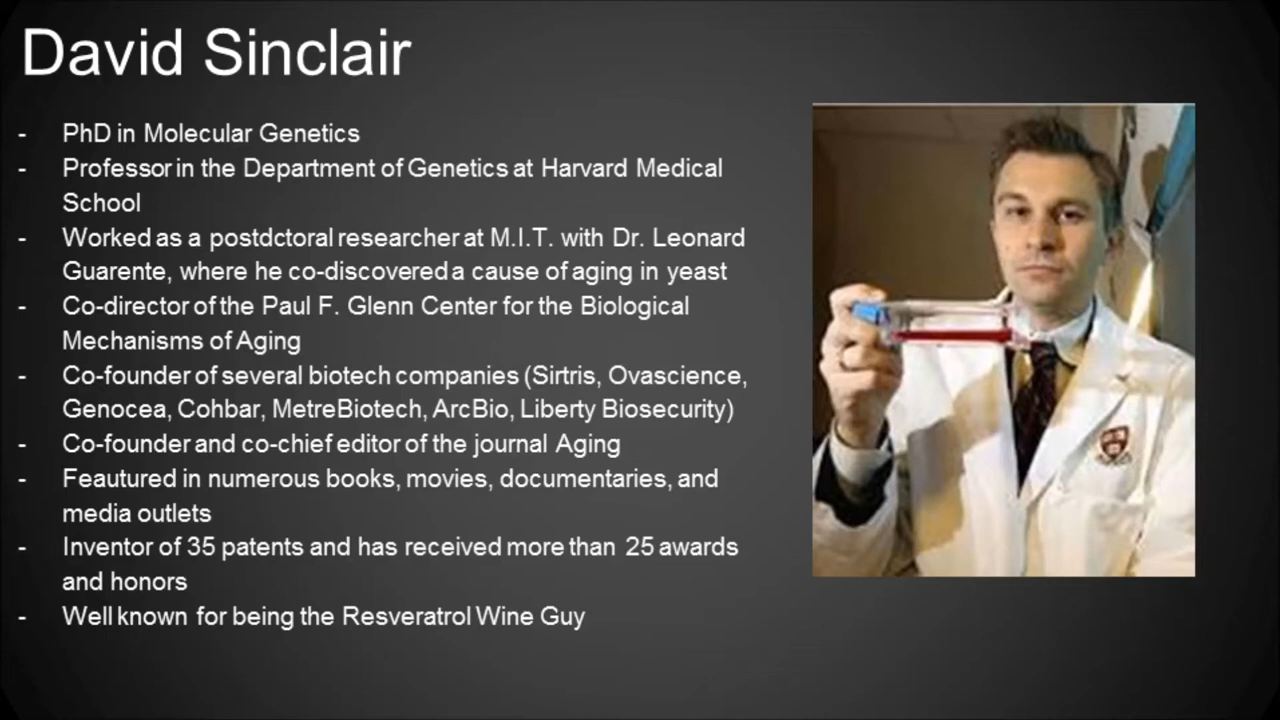 David Sinclair
- PhD in Molecular Genetics
- Professor in the Department of Genetics at Harvard Medical
School
- Worked as a postdctoral researcher at M.I.T. with Dr. Leonard
Guarente, where he co-discovered a cause of aging in yeast
- Co-director of the Paul F. Glenn Center for the Biological
Mechanisms of Aging
- Co-founder of several biotech companies (Sirtris, Ovascience,
Genocea, Cohbar, MetreBiotech, ArcBio, Liberty Biosecurity)
- Co-founder and co-chief editor of the journal Aging
- Feautured in numerous books, movies, documentaries, and
media outlets
- Inventor of 35 patents and has received more than 25 awards
and honors
- Well known for being the Resveratrol Wine Guy